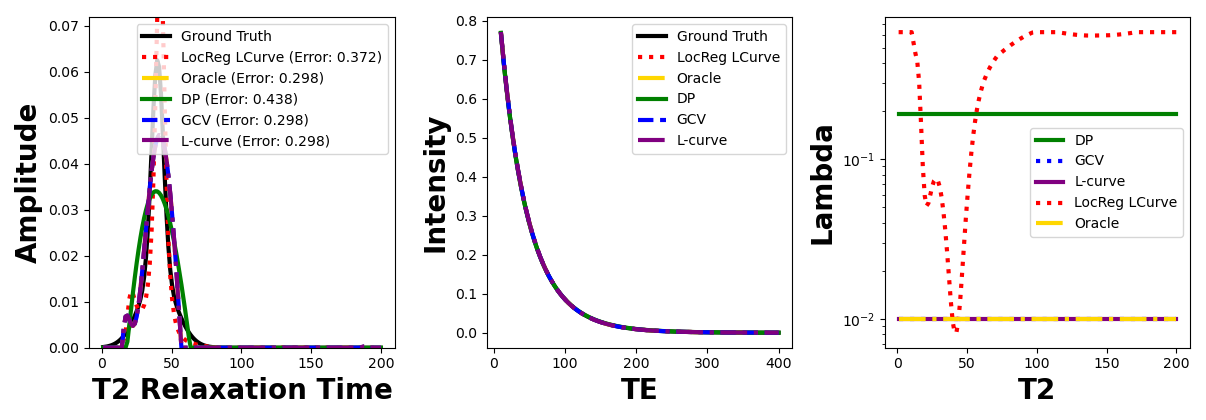 Amplitude
0.07
0.06
0.05
0.04
0.03
0.02
0.01
0.00
Ground Truth
LocReg LCurve (Error: 0.372)
Oracle (Error: 0.298)
DP (Error: 0.438)
GCV (Error: 0.298)
L-curve (Error: 0.298)
0 50 100 150 200
T2 Relaxation Time
Intensity
0.8
0.7
0.6
0.5
0.4
0.3
0.2
0.1
0.0
Ground Truth
LocReg LCurve
Oracle
DP
GCV
L-curve
0 100 200 300 400
TE
Lambda
10⁻¹
10⁻²
DP
GCV
L-curve
LocReg LCurve
Oracle
0 50 100 150 200
T2